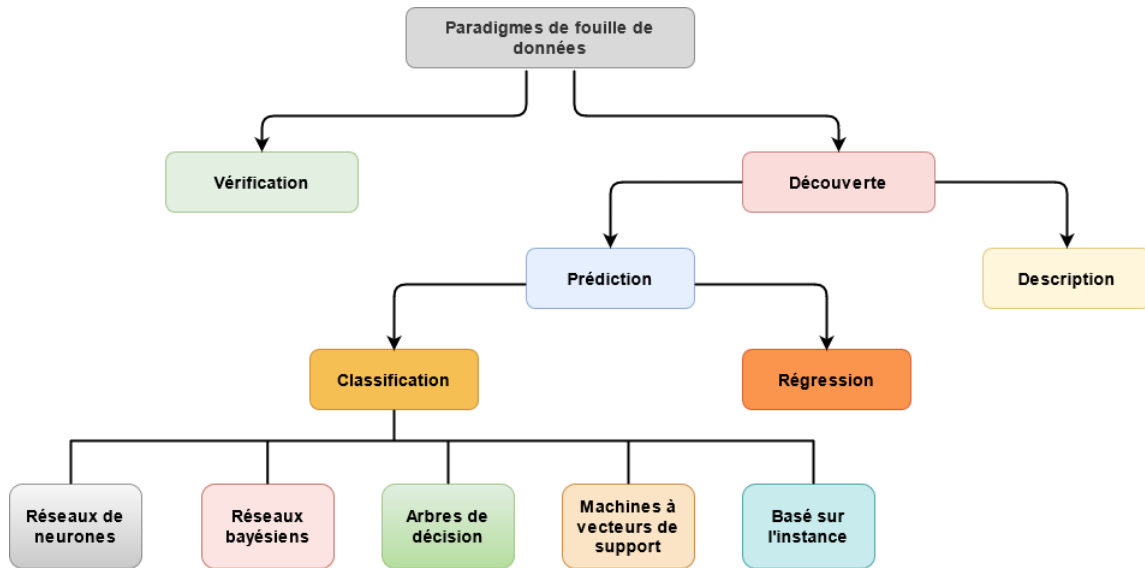 Paradigmes de fouille de
données
Vérification
Découverte
Prédiction
Description
Classification
Régression
Réseaux de
neurones
Réseaux
bayésiens
Arbres de
décision
Machines à
vecteurs de
support
Basé sur
l'instance